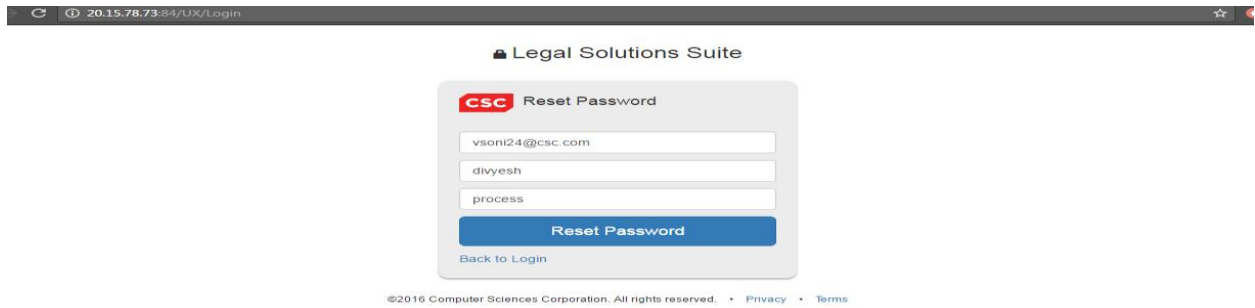 20.15.78.73:84/UX/Login
Legal Solutions Suite
CSC Reset Password
vsoni24@csc.com
divyesh
process
Reset Password
Back to Login
©2016 Computer Sciences Corporation. All rights reserved. • Privacy • Terms